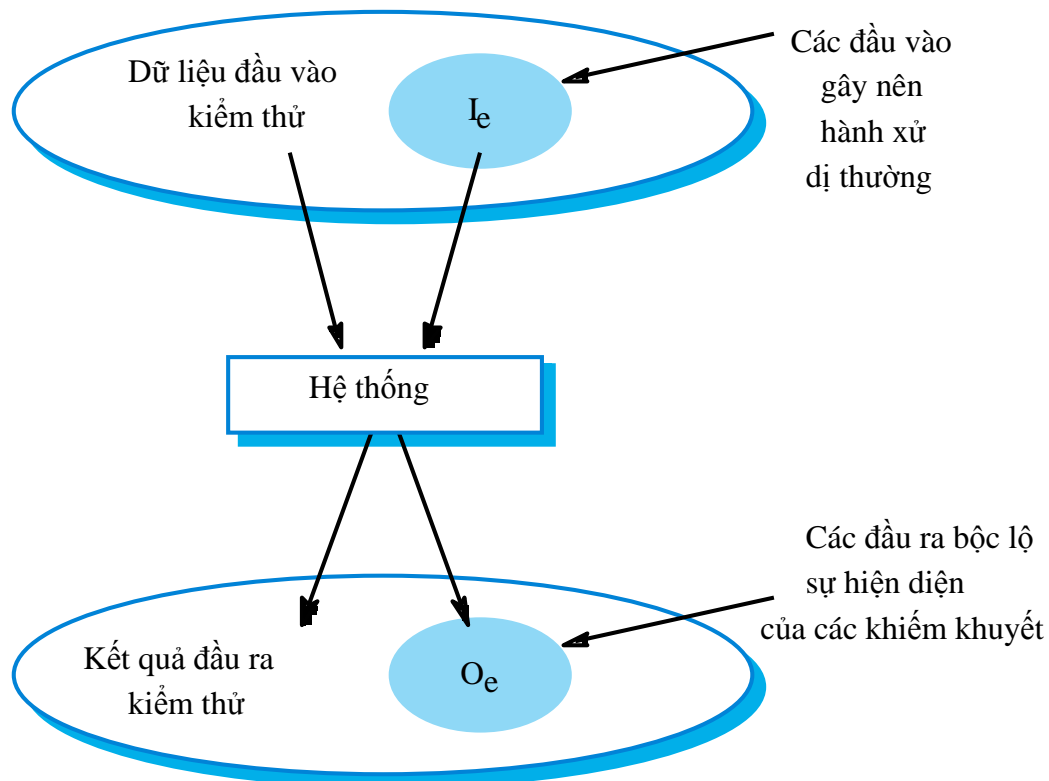 Dữ liệu đầu vào
kiểm thử
Ie
Các đầu vào
gây nên
hành xử
dị thường
Hệ thống
Các đầu ra bộc lộ
sự hiện diện
của các khiếm khuyết
Kết quả đầu ra
kiểm thử
Oe